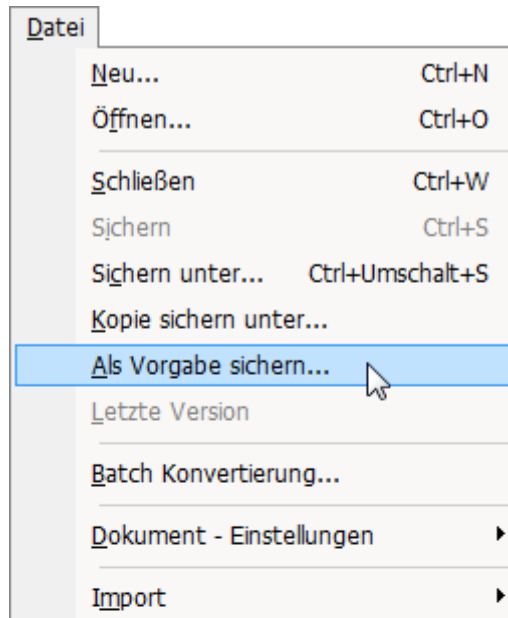 Datei
Neu... Ctrl+N
Öffnen... Ctrl+O
Schließen Ctrl+W
Sichern Ctrl+S
Sichern unter... Ctrl+Umschalt+S
Kopie sichern unter...
Als Vorgabe sichern...
Letzte Version
Batch Konvertierung...
Dokument - Einstellungen
Import